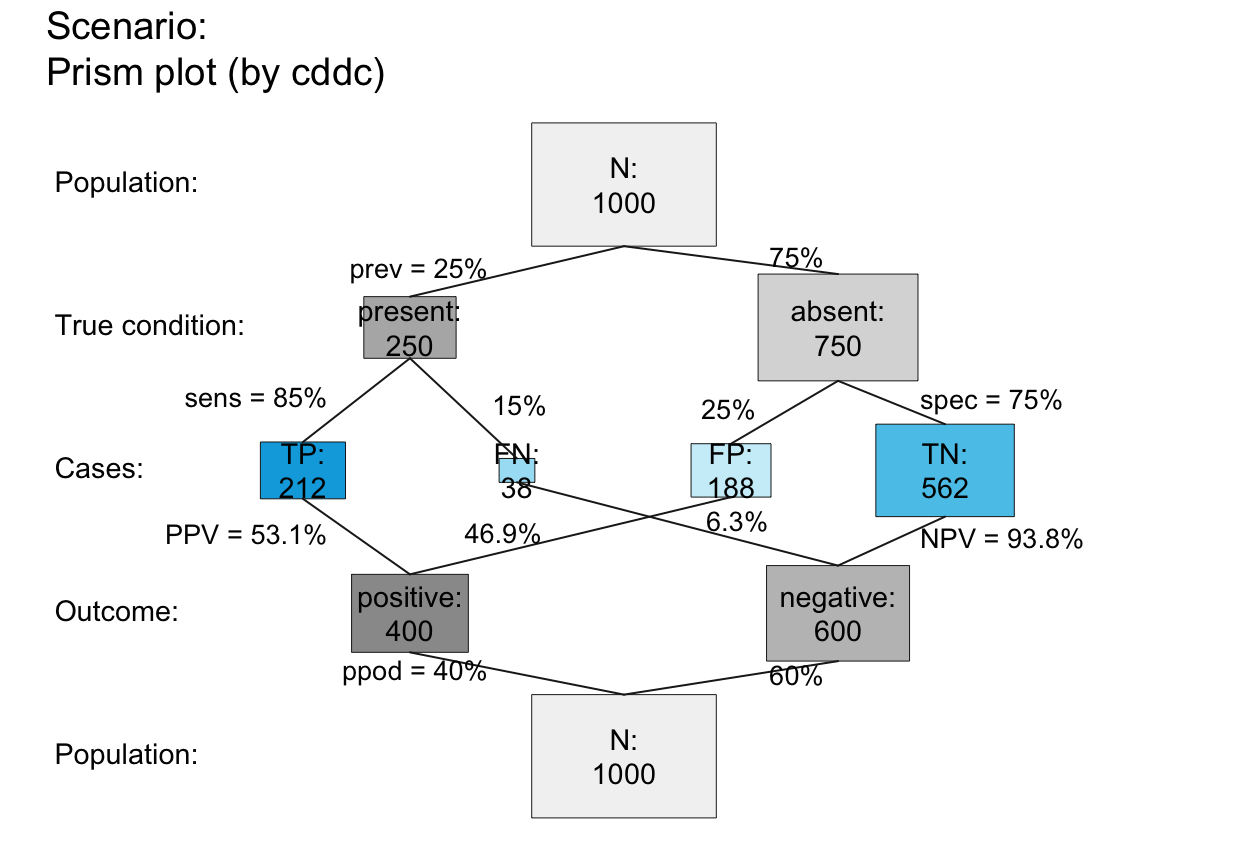 Scenario:
Prism plot (by cddc)
Population:
N:
1000
prev = 25%
75%
True condition:
present:
250
absent:
750
sens = 85%
15%
25%
spec = 75%
Cases:
TP:
212
FN:
38
FP:
188
TN:
562
PPV = 53.1%
46.9%
6.3%
NPV = 93.8%
Outcome:
positive:
400
negative:
600
ppod = 40%
60%
Population:
N:
1000